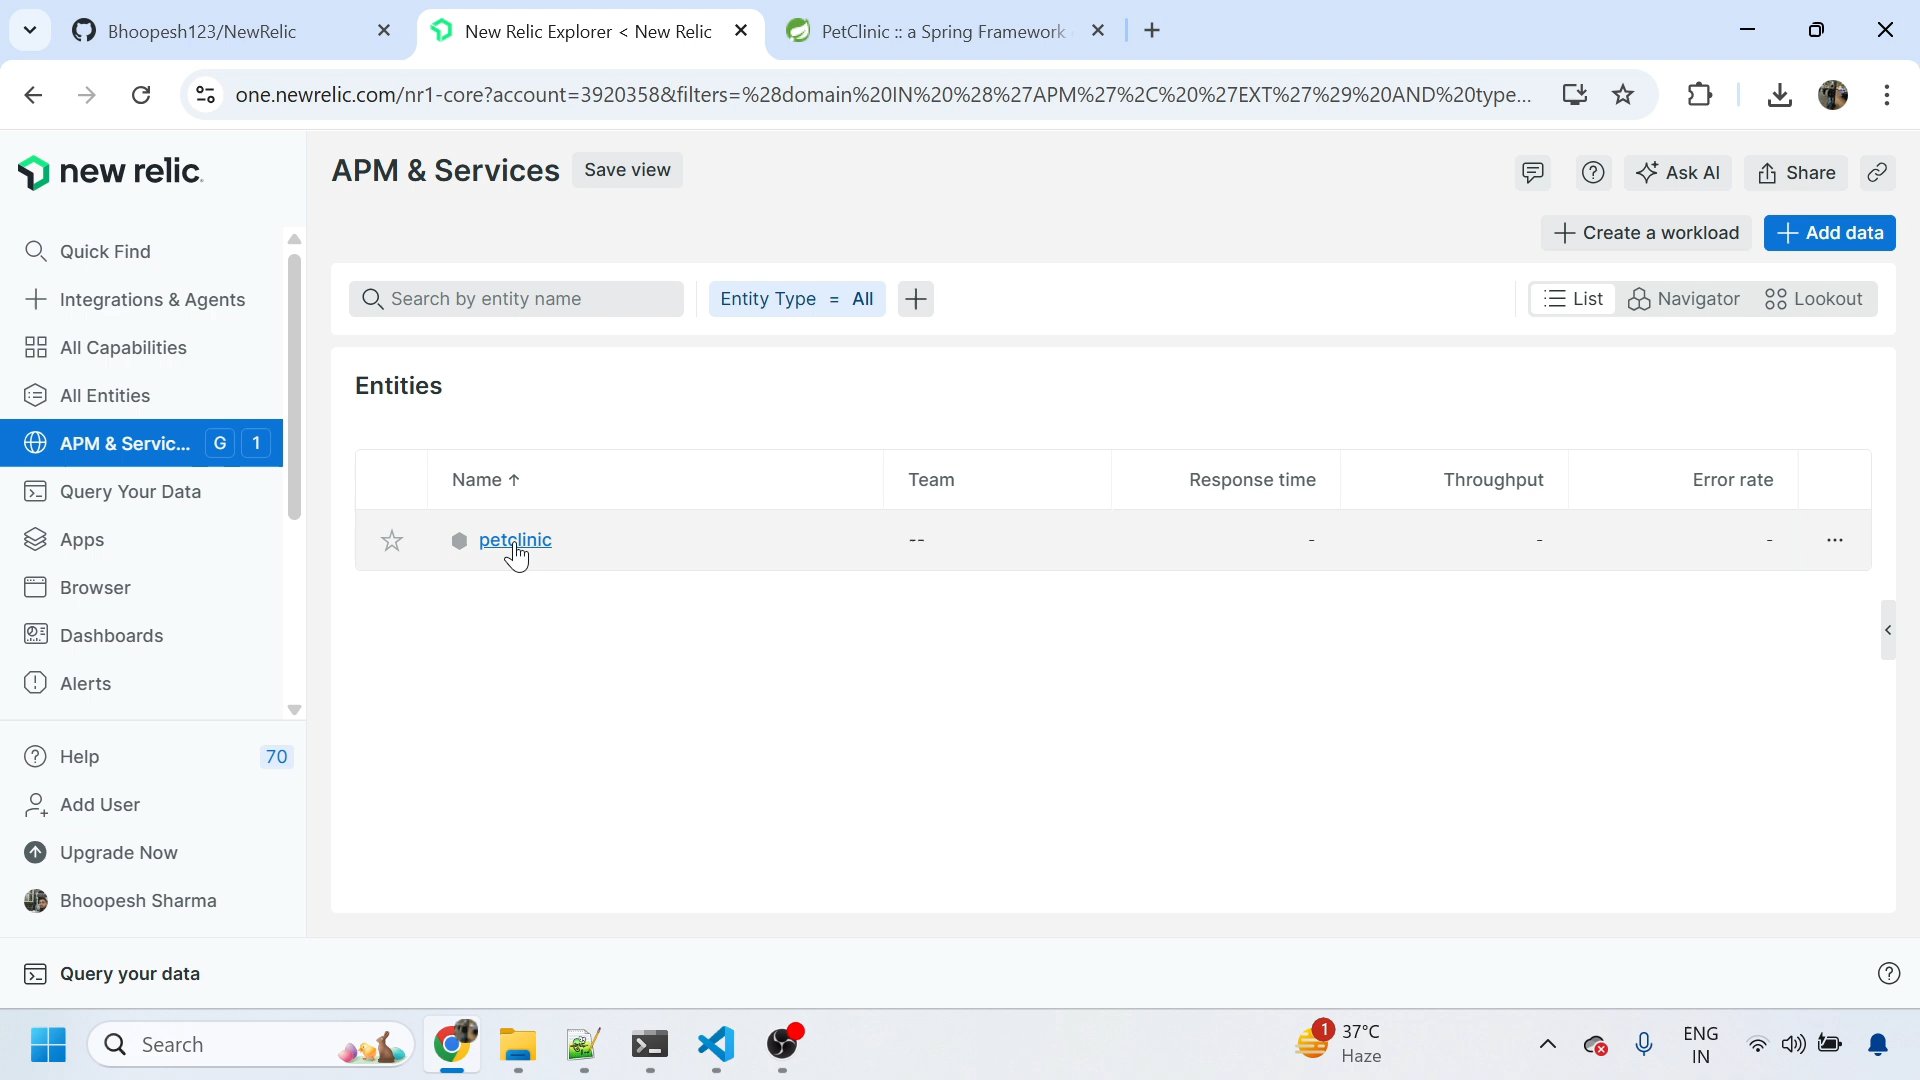 Bhoopesh123/NewRelic
New Relic Explorer < New Relic
PetClinic :: a Spring Framework
one.newrelic.com/nr1-core?account=3920358&filters=%28domain%20IN%20%28%27APM%27%2C%20%27EXT%27%29%20AND%20type...
new relic.
Quick Find
Integrations & Agents
All Capabilities
All Entities
APM & Servic... G 1
Query Your Data
Apps
Browser
Dashboards
Alerts
Help 70
Add User
Upgrade Now
Bhoopesh Sharma
APM & Services Save view
Ask AI Share
Create a workload Add data
Search by entity name Entity Type = All List Navigator Lookout
Entities
Name ↑ Team Response time Throughput Error rate
petclinic -- - - - ...
Query your data
Search
1 37°C
Haze
ENG
IN